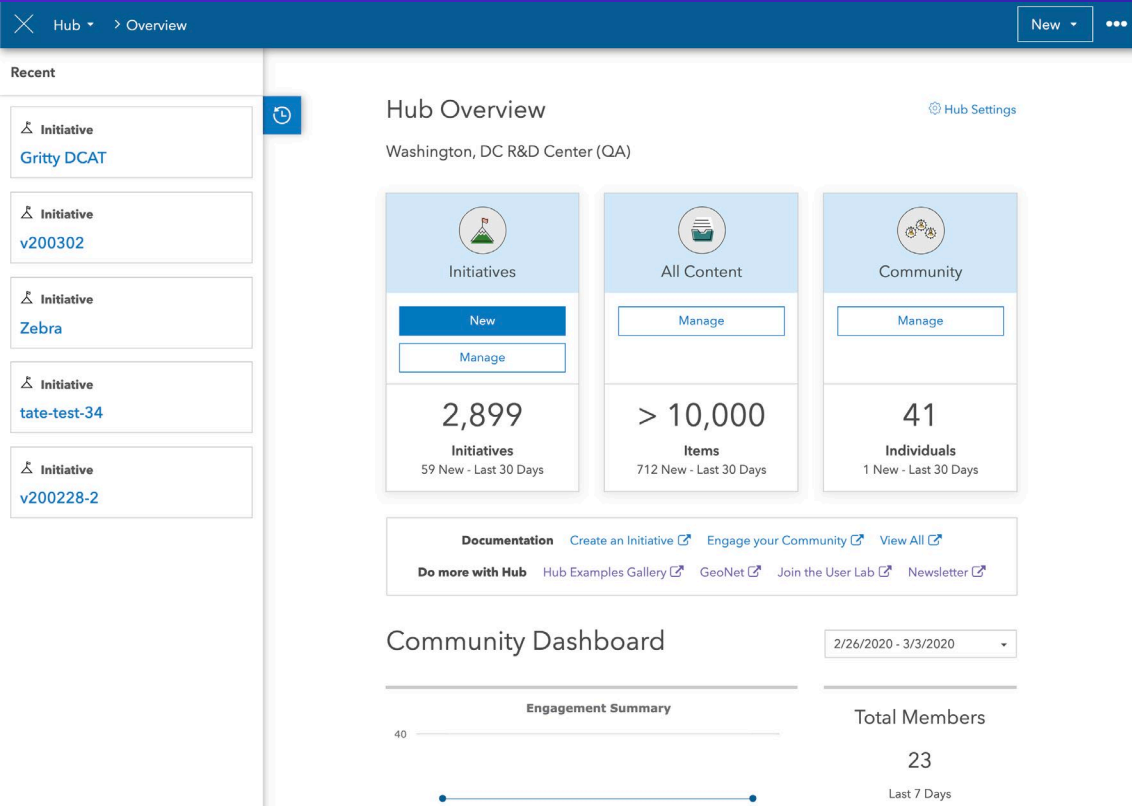 Hub > Overview
New
Recent
Initiative
Gritty DCAT
Initiative
v200302
Initiative
Zebra
Initiative
tate-test-34
Initiative
v200228-2
Hub Overview
Hub Settings
Washington, DC R&D Center (QA)
Initiatives
New
Manage
2,899
Initiatives
59 New - Last 30 Days
All Content
Manage
> 10,000
Items
712 New - Last 30 Days
Community
Manage
41
Individuals
1 New - Last 30 Days
Documentation Create an Initiative Engage your Community View All
Do more with Hub Hub Examples Gallery GeoNet Join the User Lab Newsletter
Community Dashboard
2/26/2020 - 3/3/2020
Engagement Summary
40
Total Members
23
Last 7 Days